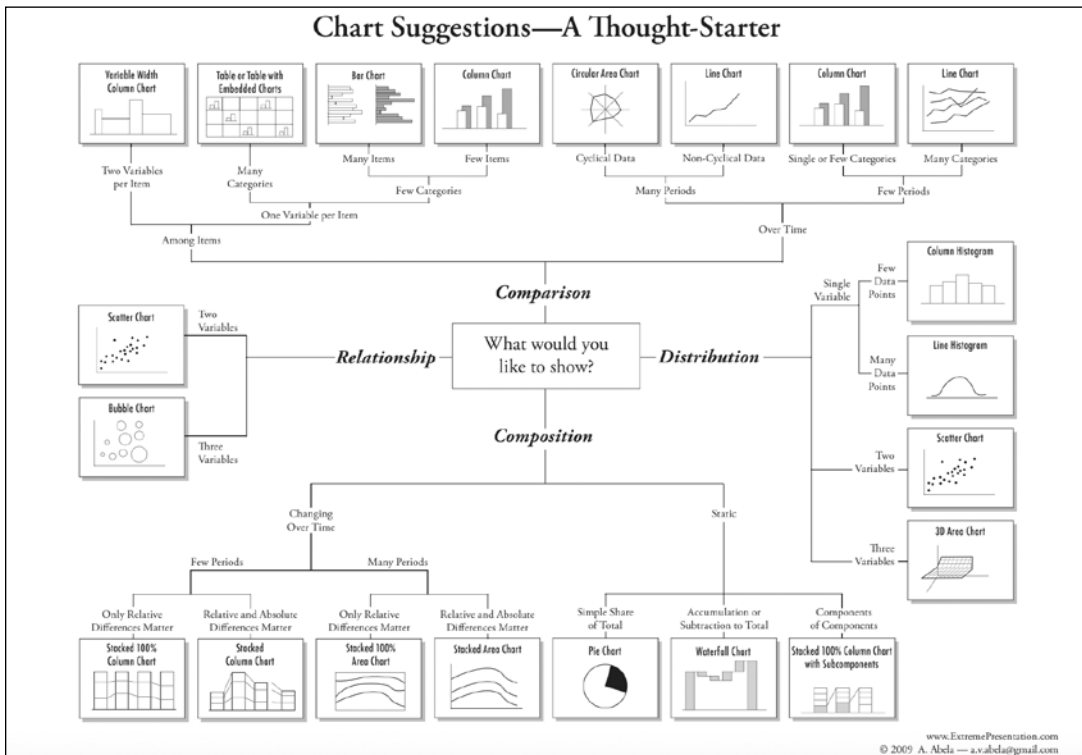 Chart Suggestions—A Thought-Starter
Variable Width
Column Chart
Table or Table with
Embedded Charts
Bar Chart
Column Chart
Circular Area Chart
Line Chart
Column Chart
Line Chart
Two Variables
per Item
Many
Categories
Many Items
Few Items
Cyclical Data
Non-Cyclical Data
Single or Few Categories
Many Categories
Few Categories
Many Periods
Few Periods
One Variable per Item
Among Items
Over Time
Comparison
What would you
like to show?
Relationship
Two
Variables
Scatter Chart
Three
Variables
Bubble Chart
Distribution
Single
Variable
Few
Data
Points
Column Histogram
Many
Data
Points
Line Histogram
Two
Variables
Scatter Chart
Three
Variables
3D Area Chart
Composition
Changing
Over Time
Static
Few Periods
Many Periods
Only Relative
Differences Matter
Relative and Absolute
Differences Matter
Only Relative
Differences Matter
Relative and Absolute
Differences Matter
Simple Share
of Total
Accumulation or
Subtraction to Total
Components
of Components
Stacked 100%
Column Chart
Stacked
Column Chart
Stacked 100%
Area Chart
Stacked Area Chart
Pie Chart
Waterfall Chart
Stacked 100% Column Chart
with Subcomponents
www.ExtremePresentation.com
© 2009 A. Abela — a.v.abela@gmail.com